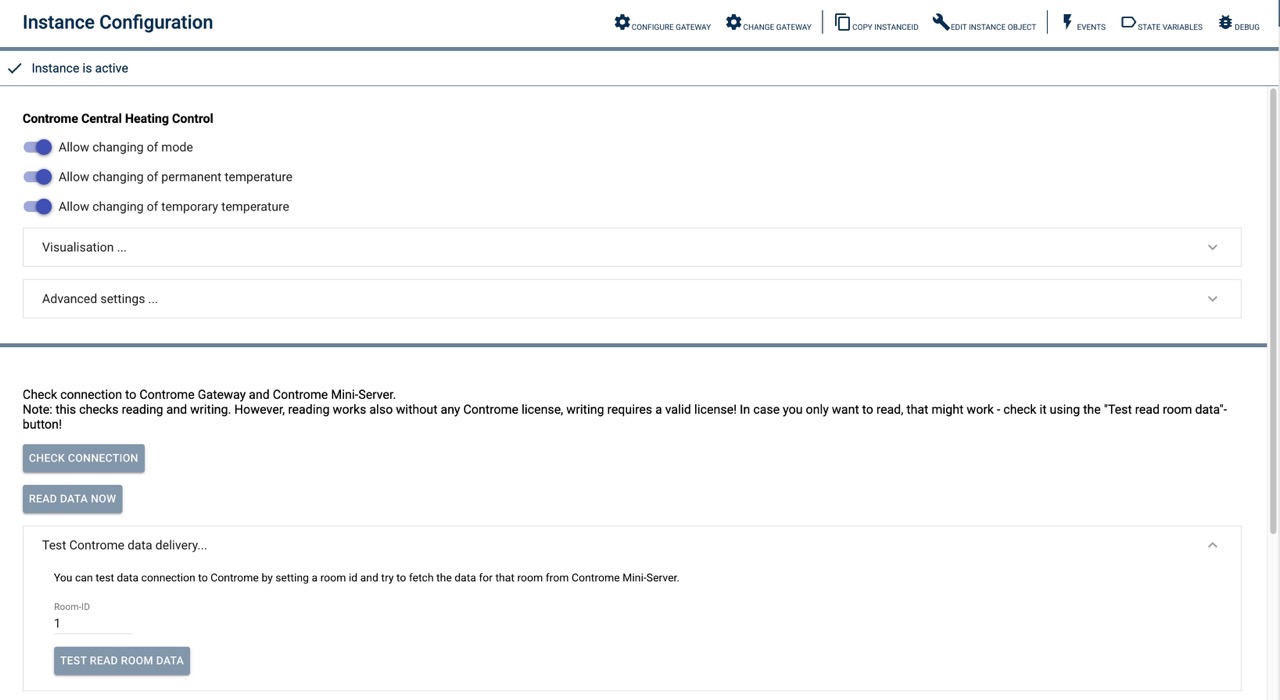 Instance Configuration
CONFIGURE GATEWAY
CHANGE GATEWAY
COPY INSTANCEID
EDIT INSTANCE OBJECT
EVENTS
STATE VARIABLES
DEBUG
Instance is active
Controme Central Heating Control
Allow changing of mode
Allow changing of permanent temperature
Allow changing of temporary temperature
Visualisation ...
Advanced settings ...
Check connection to Controme Gateway and Controme Mini-Server.
Note: this checks reading and writing. However, reading works also without any Controme license, writing requires a valid license! In case you only want to read, that might work - check it using the "Test read room data"-
button!
CHECK CONNECTION
READ DATA NOW
Test Controme data delivery...
You can test data connection to Controme by setting a room id and try to fetch the data for that room from Controme Mini-Server.
Room-ID
1
TEST READ ROOM DATA